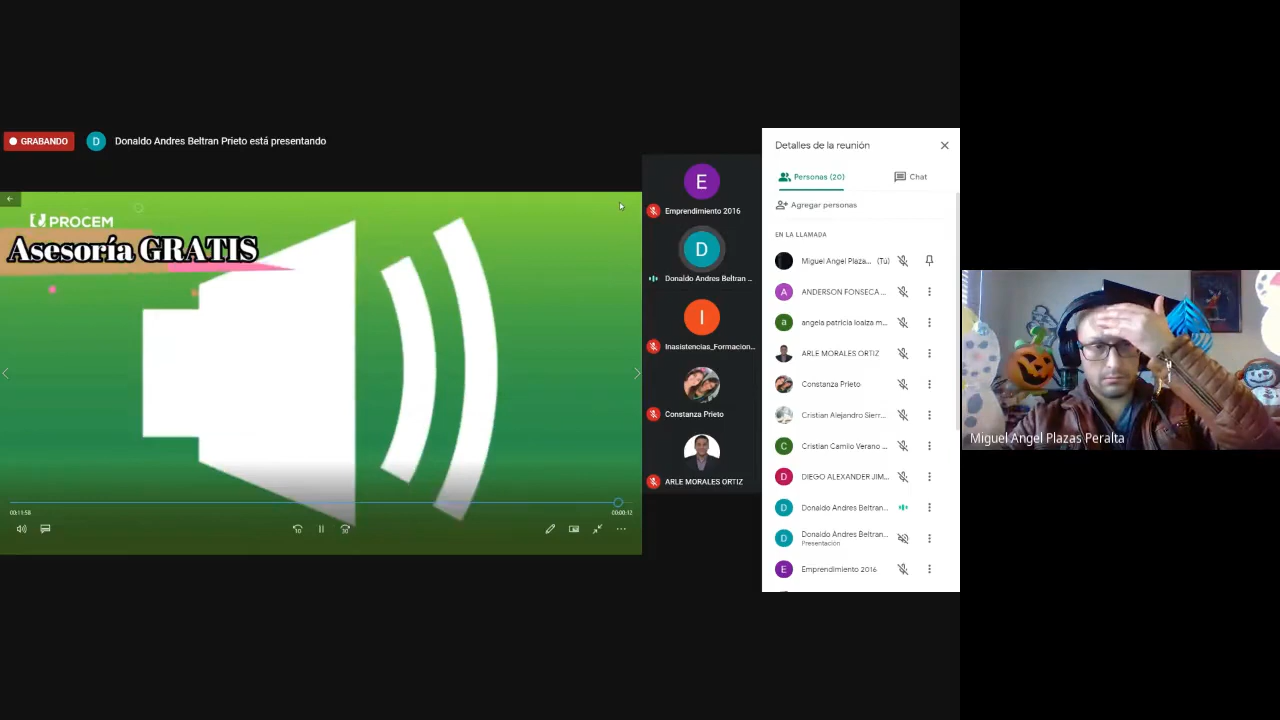 GRABANDO
D
Donaldo Andres Beltran Prieto está presentando
PROCEM
Asesoría GRATIS
00:11:58
00:00:12
10
30
E
Emprendimiento 2016
D
Donaldo Andres Beltran ...
I
Inasistencias_Formacion...
Constanza Prieto
ARLE MORALES ORTIZ
Detalles de la reunión
Personas (20)
Chat
Agregar personas
EN LA LLAMADA
Miguel Angel Plaza... (Tú)
A
ANDERSON FONSECA ...
a
angela patricia loaiza m...
ARLE MORALES ORTIZ
Constanza Prieto
Cristian Alejandro Sierr...
C
Cristian Camilo Verano ...
D
DIEGO ALEXANDER JIM...
D
Donaldo Andres Beltran...
D
Donaldo Andres Beltran...
Presentación
E
Emprendimiento 2016
Miguel Angel Plazas Peralta